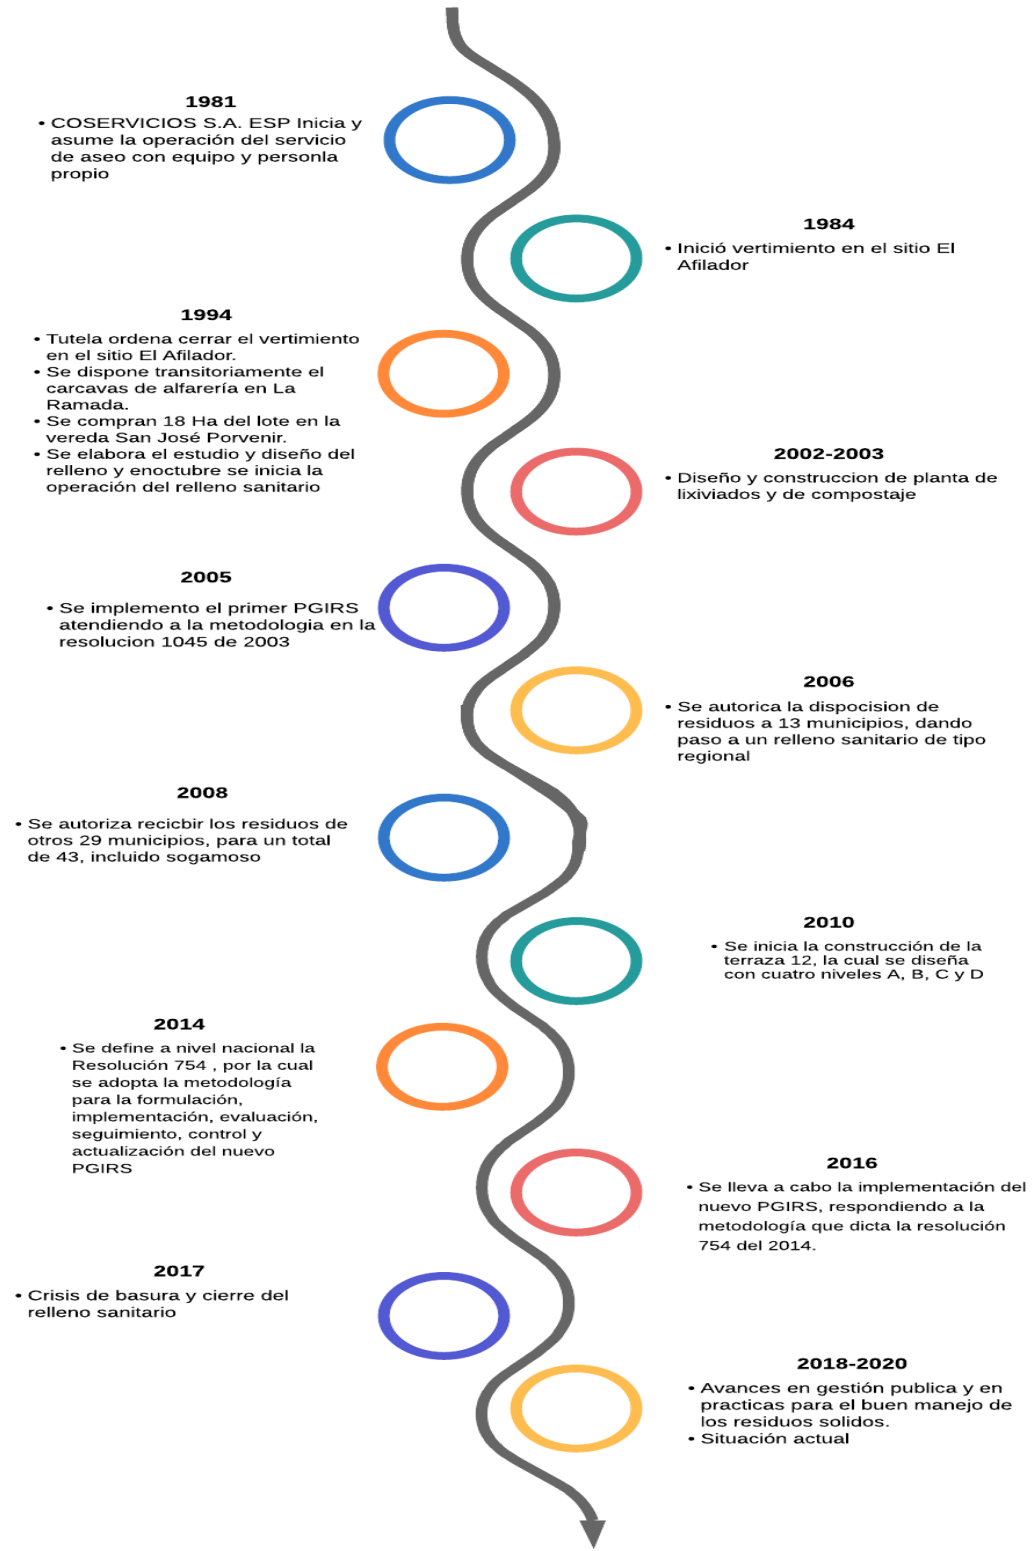 1981
• COSERVICIOS S.A. ESP Inicia y
asume la operación del servicio
de aseo con equipo y personla
propio
1984
• Inició vertimiento en el sitio El
Afilador
1994
• Tutela ordena cerrar el vertimiento
en el sitio El Afilador.
• Se dispone transitoriamente el
carcavas de alfarería en La
Ramada.
• Se compran 18 Ha del lote en la
vereda San José Porvenir.
• Se elabora el estudio y diseño del
relleno y enoctubre se inicia la
operación del relleno sanitario
2002-2003
• Diseño y construccion de planta de
lixiviados y de compostaje
2005
• Se implemento el primer PGIRS
atendiendo a la metodologia en la
resolucion 1045 de 2003
2006
• Se autorica la dispocision de
residuos a 13 municipios, dando
paso a un relleno sanitario de tipo
regional
2008
• Se autoriza recicbir los residuos de
otros 29 municipios, para un total
de 43, incluido sogamoso
2010
• Se inicia la construcción de la
terraza 12, la cual se diseña
con cuatro niveles A, B, C y D
2014
• Se define a nivel nacional la
Resolución 754 , por la cual
se adopta la metodología
para la formulación,
implementación, evaluación,
seguimiento, control y
actualización del nuevo
PGIRS
2016
• Se lleva a cabo la implementación del
nuevo PGIRS, respondiendo a la
metodología que dicta la resolución
754 del 2014.
2017
• Crisis de basura y cierre del
relleno sanitario
2018-2020
• Avances en gestión publica y en
practicas para el buen manejo de
los residuos solidos.
• Situación actual